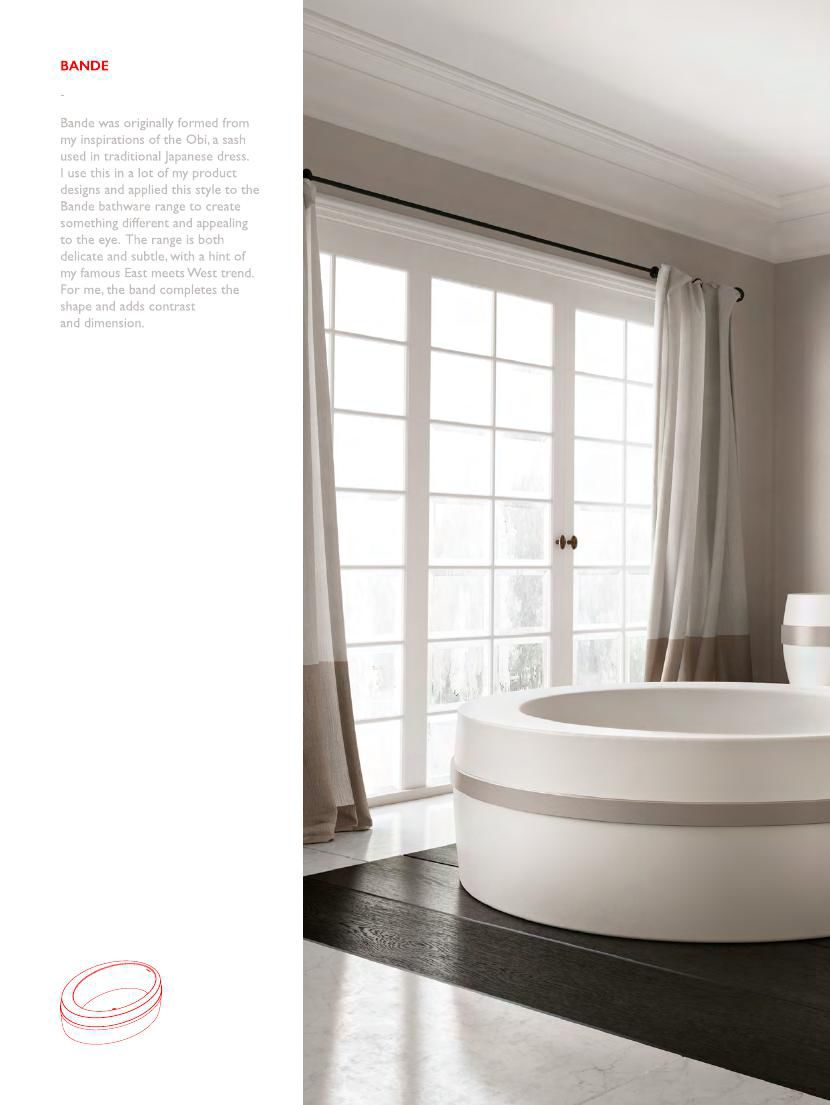 BANDE
-
Bande was originally formed from
my inspirations of the Obi, a sash
used in traditional Japanese dress.
I use this in a lot of my product
designs and applied this style to the
Bande bathware range to create
something different and appealing
to the eye. The range is both
delicate and subtle, with a hint of
my famous East meets West trend.
For me, the band completes the
shape and adds contrast
and dimension.